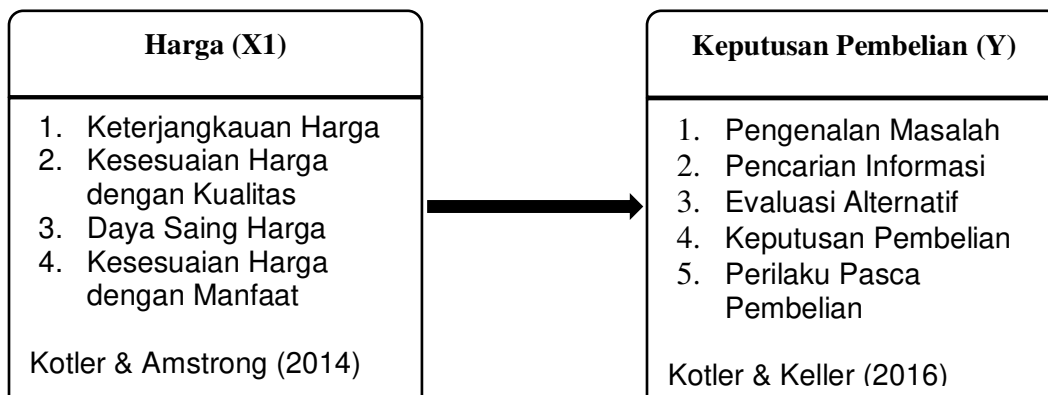 Harga (X1)
1. Keterjangkauan Harga
2. Kesesuaian Harga
dengan Kualitas
3. Daya Saing Harga
4. Kesesuaian Harga
dengan Manfaat
Kotler & Amstrong (2014)
Keputusan Pembelian (Y)
1. Pengenalan Masalah
2. Pencarian Informasi
3. Evaluasi Alternatif
4. Keputusan Pembelian
5. Perilaku Pasca
Pembelian
Kotler & Keller (2016)